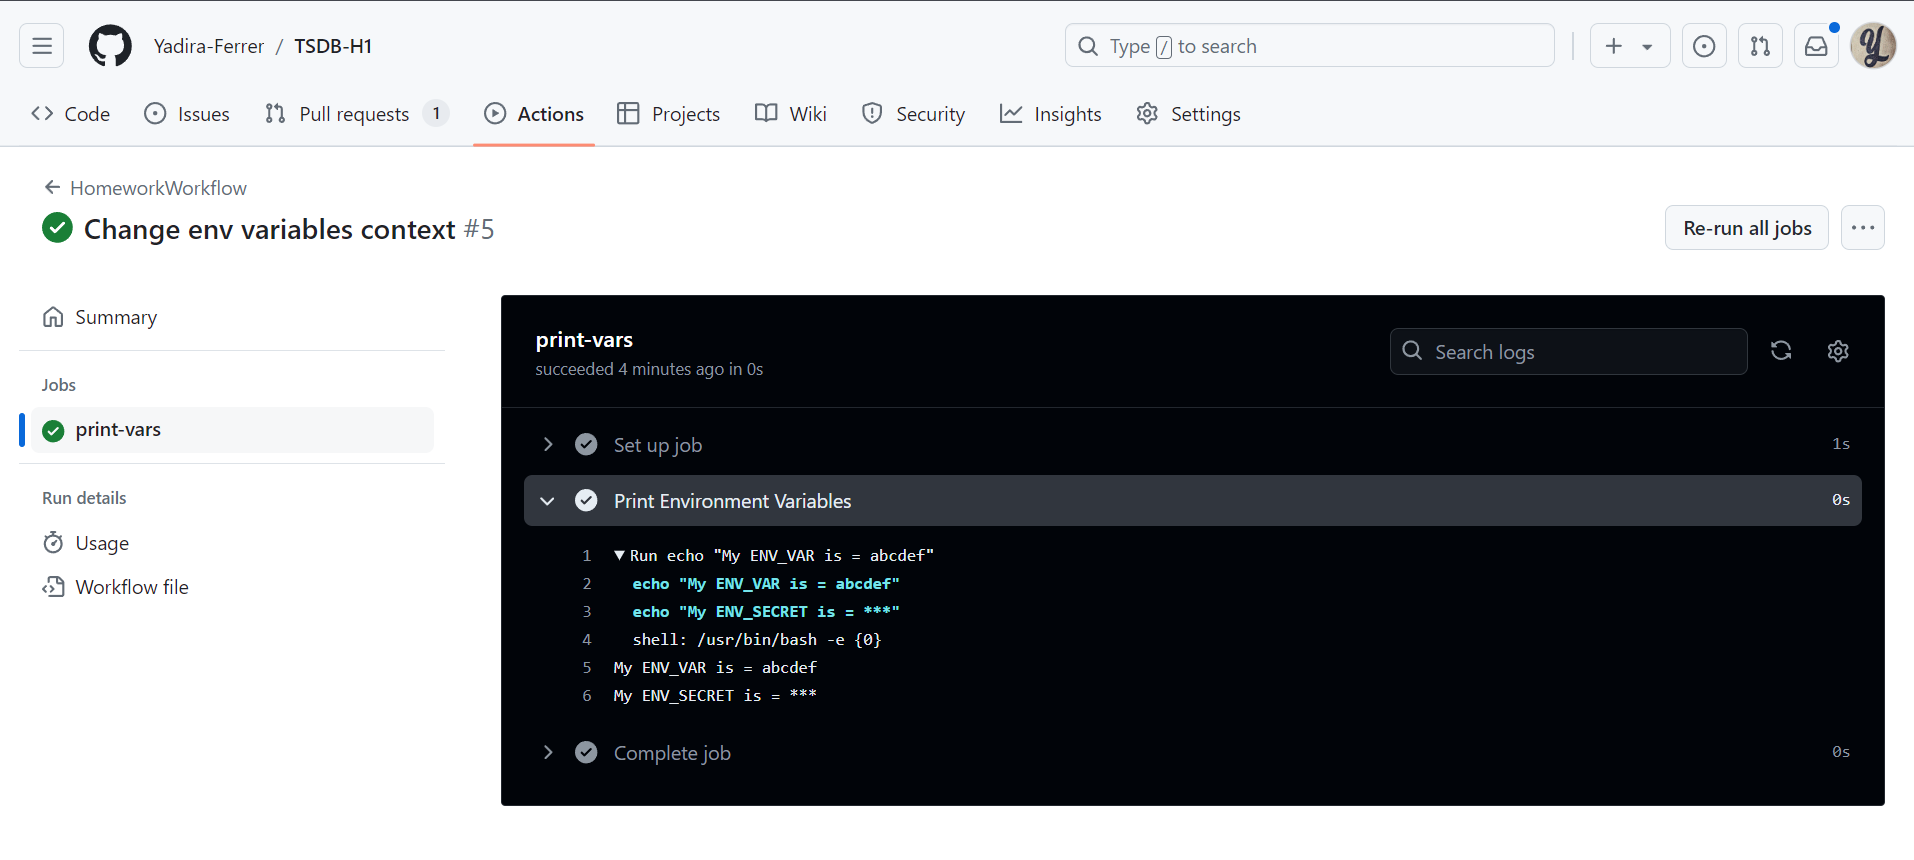 Yadira-Ferrer / TSDB-H1
Type / to search
Code
Issues
Pull requests 1
Actions
Projects
Wiki
Security
Insights
Settings
HomeworkWorkflow
Change env variables context #5
Re-run all jobs
Summary
Jobs
print-vars
Run details
Usage
Workflow file
print-vars
succeeded 4 minutes ago in 0s
Search logs
Set up job 1s
Print Environment Variables 0s
1 ▼ Run echo "My ENV_VAR is = abcdef"
2 echo "My ENV_VAR is = abcdef"
3 echo "My ENV_SECRET is = ***"
4 shell: /usr/bin/bash -e {0}
5 My ENV_VAR is = abcdef
6 My ENV_SECRET is = ***
Complete job 0s